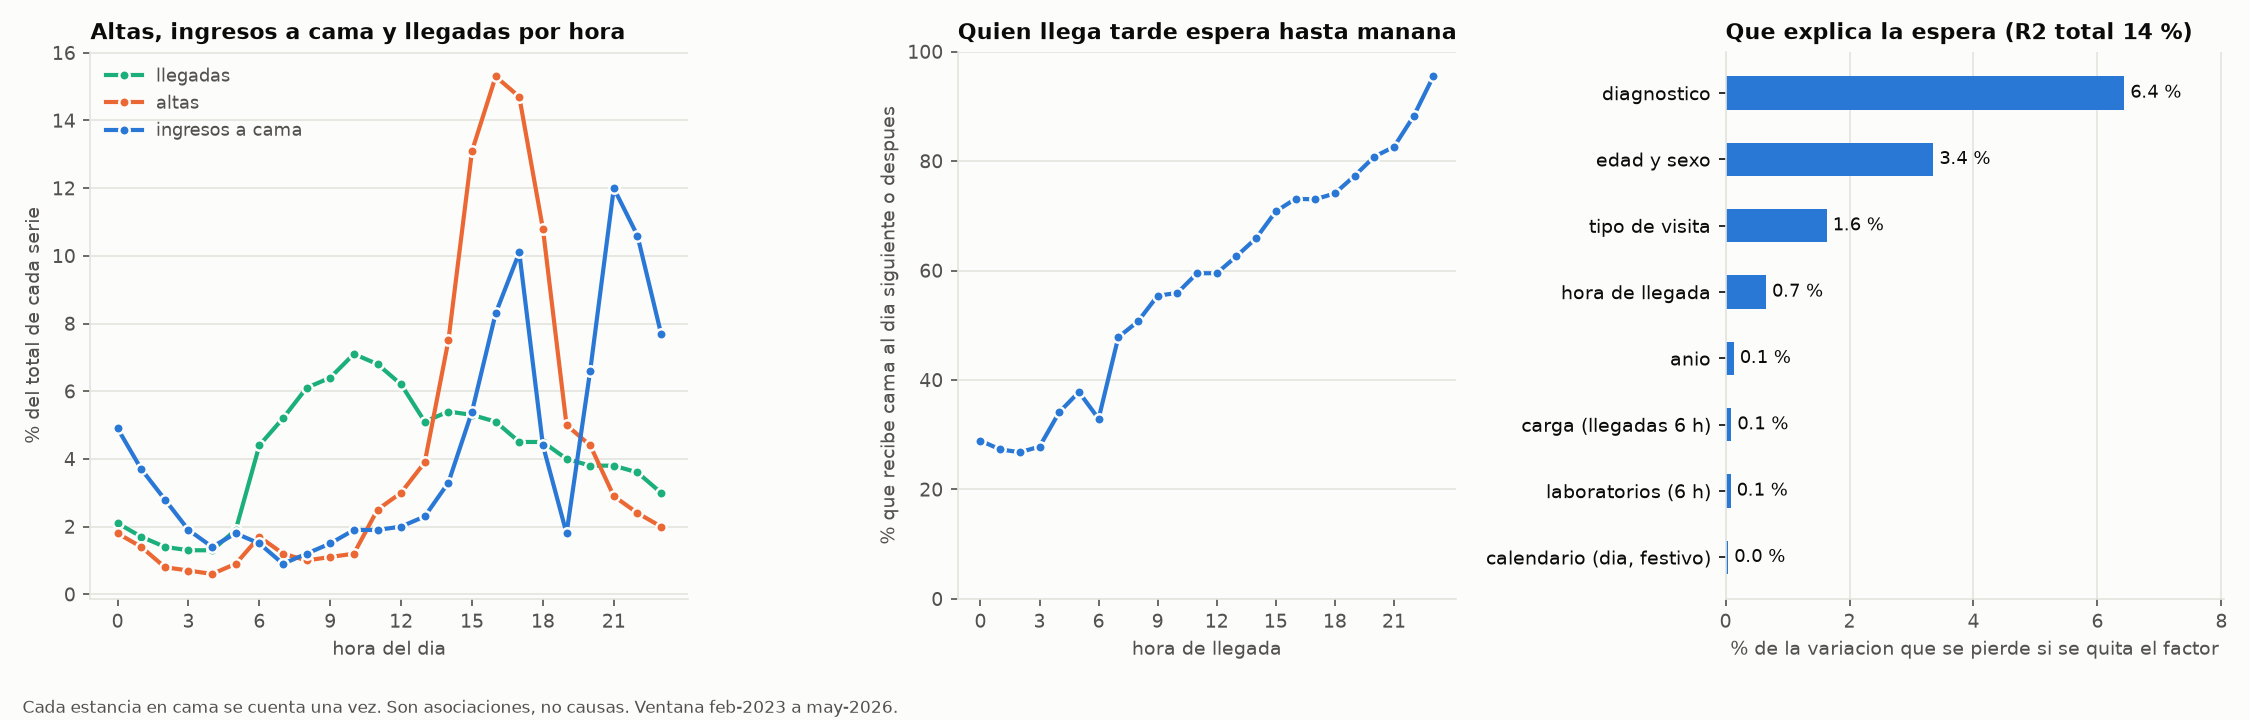 Altas, ingresos a cama y llegadas por hora
% del total de cada serie
16
14
12
10
8
6
4
2
0
llegadas
altas
ingresos a cama
0 3 6 9 12 15 18 21
hora del dia
Quien llega tarde espera hasta manana
% que recibe cama al dia siguiente o despues
100
80
60
40
20
0
0 3 6 9 12 15 18 21
hora de llegada
Que explica la espera (R2 total 14 %)
diagnostico 6.4 %
edad y sexo 3.4 %
tipo de visita 1.6 %
hora de llegada 0.7 %
anio 0.1 %
carga (llegadas 6 h) 0.1 %
laboratorios (6 h) 0.1 %
calendario (dia, festivo) 0.0 %
0 2 4 6 8
% de la variacion que se pierde si se quita el factor
Cada estancia en cama se cuenta una vez. Son asociaciones, no causas. Ventana feb-2023 a may-2026.